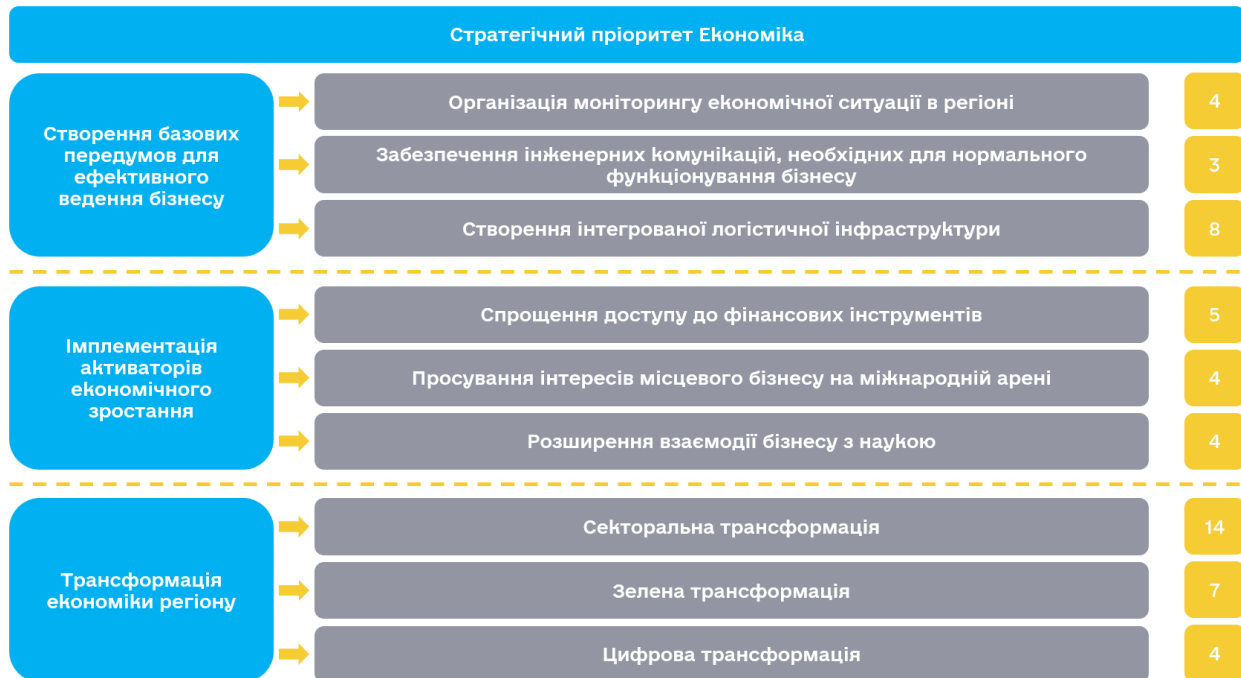 Стратегічний пріоритет Економіка
Створення базових
передумов для
ефективного
ведення бізнесу
Організація моніторингу економічної ситуації в регіоні
4
Забезпечення інженерних комунікацій, необхідних для нормального
функціонування бізнесу
3
Створення інтегрованої логістичної інфраструктури
8
Імплементація
активаторів
економічного
зростання
Спрощення доступу до фінансових інструментів
5
Просування інтересів місцевого бізнесу на міжнародній арені
4
Розширення взаємодії бізнесу з наукою
4
Трансформація
економіки регіону
Секторальна трансформація
14
Зелена трансформація
7
Цифрова трансформація
4